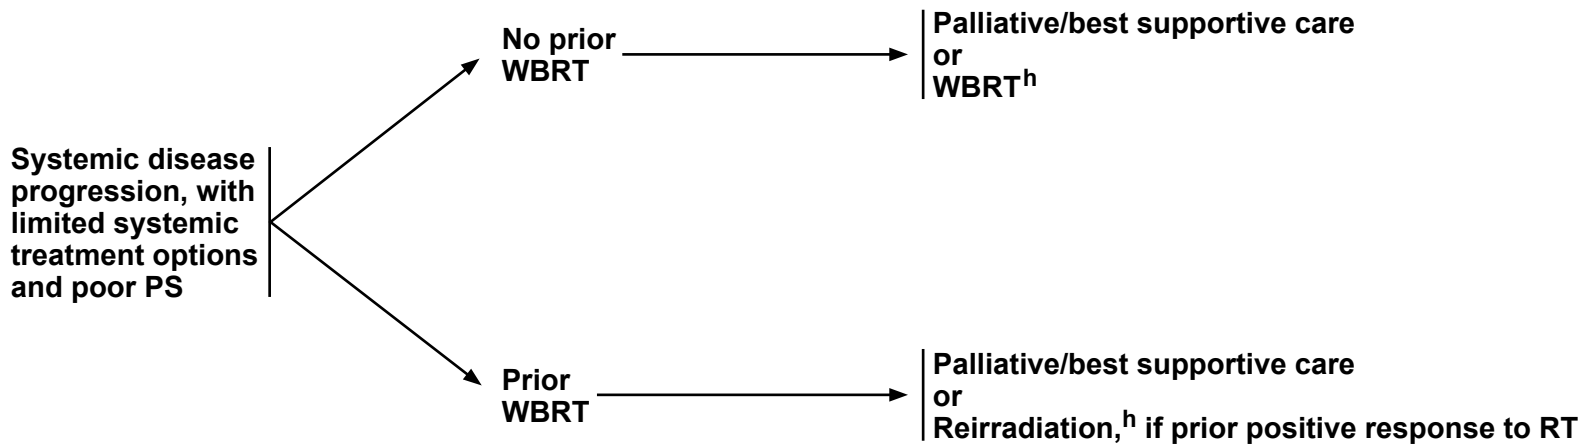 Systemic disease
progression, with
limited systemic
treatment options
and poor PS
No prior
WBRT
Palliative/best supportive care
or
WBRTh
Prior
WBRT
Palliative/best supportive care
or
Reirradiation,h if prior positive response to RT